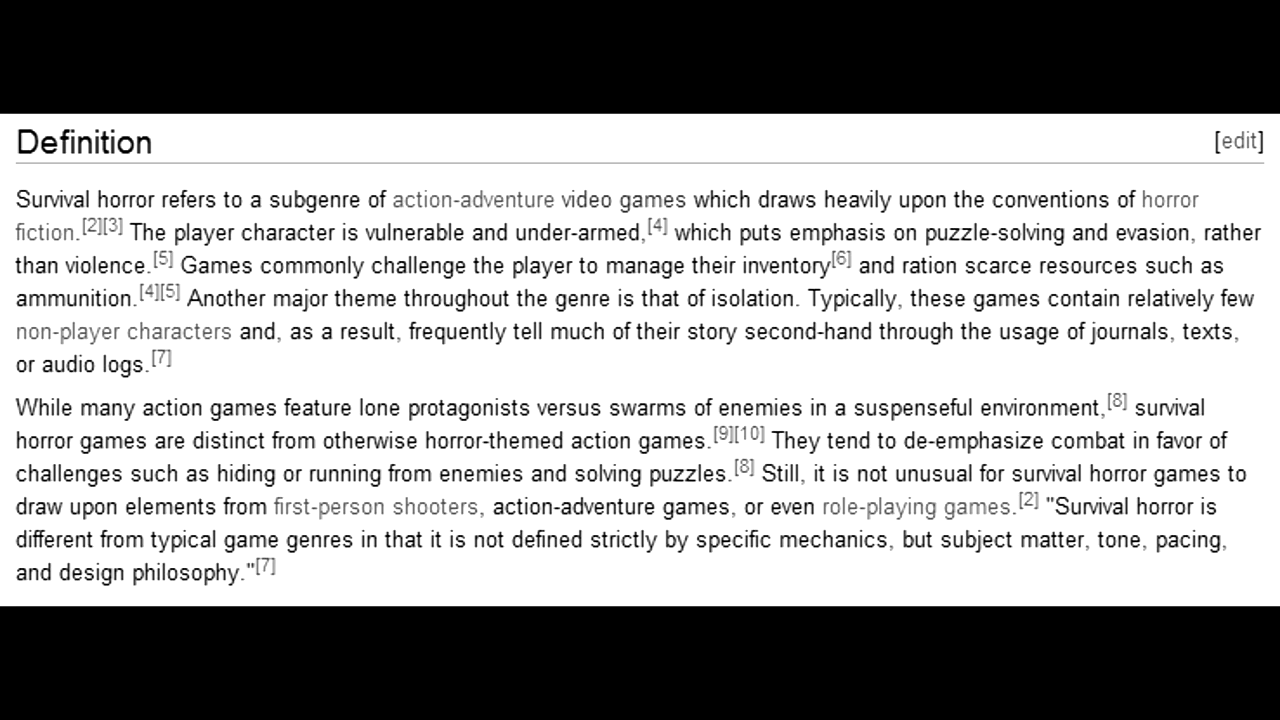 Definition
[edit]
Survival horror refers to a subgenre of action-adventure video games which draws heavily upon the conventions of horror
fiction.[2][3] The player character is vulnerable and under-armed,[4] which puts emphasis on puzzle-solving and evasion, rather
than violence.[5] Games commonly challenge the player to manage their inventory[6] and ration scarce resources such as
ammunition.[4][5] Another major theme throughout the genre is that of isolation. Typically, these games contain relatively few
non-player characters and, as a result, frequently tell much of their story second-hand through the usage of journals, texts,
or audio logs.[7]
While many action games feature lone protagonists versus swarms of enemies in a suspenseful environment,[8] survival
horror games are distinct from otherwise horror-themed action games.[9][10] They tend to de-emphasize combat in favor of
challenges such as hiding or running from enemies and solving puzzles.[8] Still, it is not unusual for survival horror games to
draw upon elements from first-person shooters, action-adventure games, or even role-playing games.[2] "Survival horror is
different from typical game genres in that it is not defined strictly by specific mechanics, but subject matter, tone, pacing,
and design philosophy."[7]